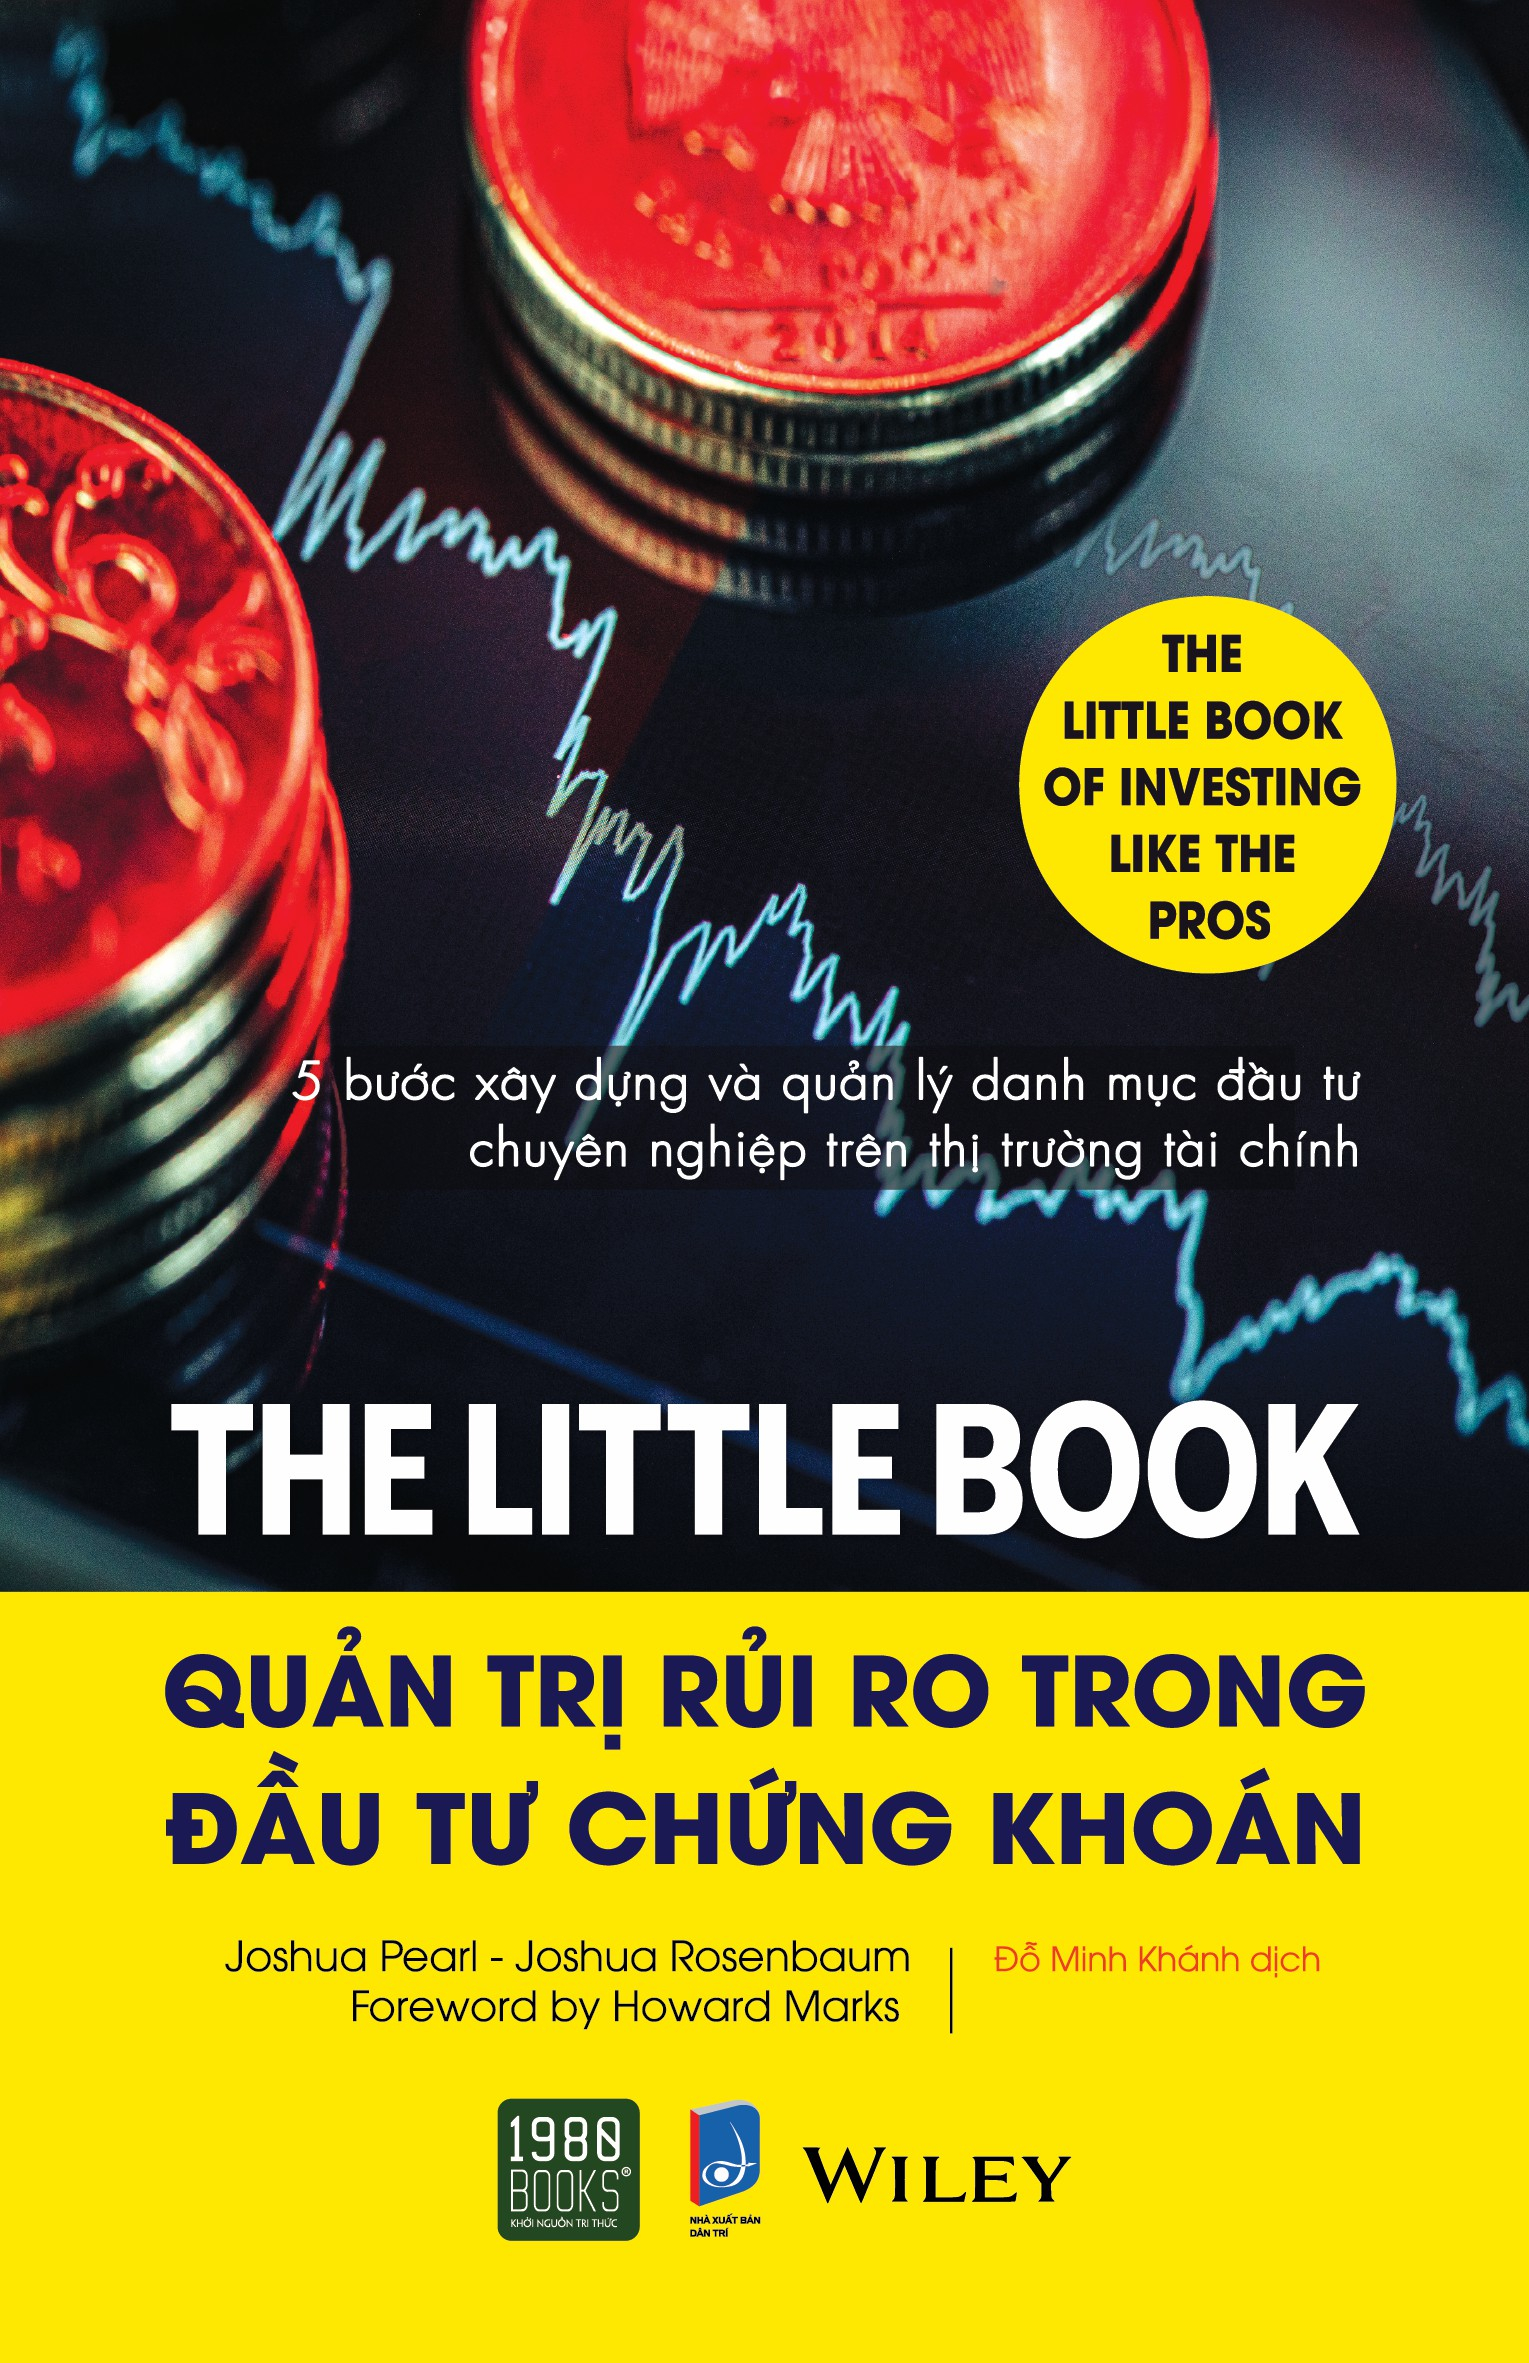 THE
LITTLE BOOK
OF INVESTING
LIKE THE
PROS
5 bước xây dựng và quản lý danh mục đầu tư
chuyên nghiệp trên thị trường tài chính
THE LITTLE BOOK
QUẢN TRỊ RỦI RO TRONG
ĐẦU TƯ CHỨNG KHOÁN
Joshua Pearl - Joshua Rosenbaum
Foreword by Howard Marks
Đỗ Minh Khánh dịch
1980
BOOKS®
KHỞI NGUỒN TRI THỨC
NHÀ XUẤT BẢN
DÂN TRÍ
WILEY